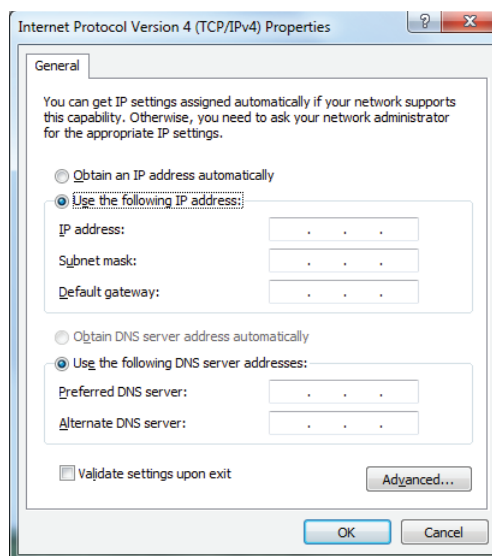 Internet Protocol Version 4 (TCP/IPv4) Properties
General
You can get IP settings assigned automatically if your network supports
this capability. Otherwise, you need to ask your network administrator
for the appropriate IP settings.
Obtain an IP address automatically
Use the following IP address:
IP address:
Subnet mask:
Default gateway:
Obtain DNS server address automatically
Use the following DNS server addresses:
Preferred DNS server:
Alternate DNS server:
Validate settings upon exit
Advanced...
OK Cancel